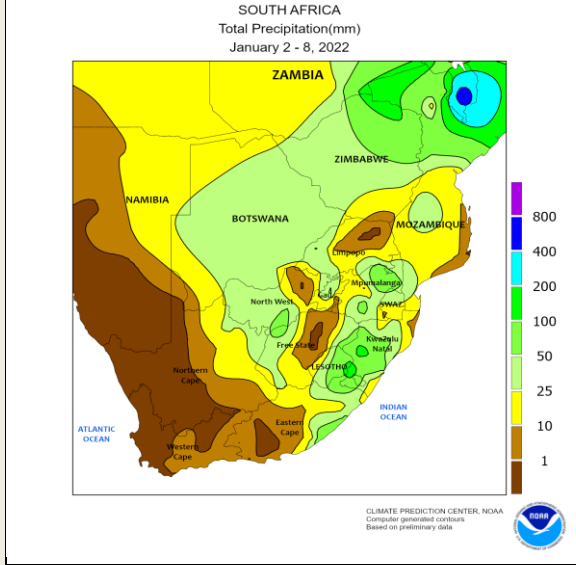 SOUTH AFRICA
Total Precipitation(mm)
January 2 - 8, 2022
ZAMBIA
ZIMBABWE
NAMIBIA
BOTSWANA
MOZAMBIQUE
Limpopo
Mpumalanga
North West
SWAZ.
Free State
KwaZulu
Natal
LESOTHO
Northern
Cape
Eastern
Cape
Western
Cape
ATLANTIC
OCEAN
INDIAN
OCEAN
800
400
200
100
50
25
10
1
CLIMATE PREDICTION CENTER, NOAA
Computer generated contours
Based on preliminary data
NOAA